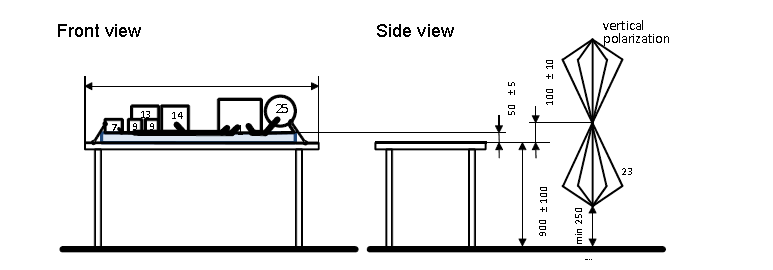 Front view
Side view
vertical
polarization
13
14
25
7
9
9
50 ± 5
100 ± 10
23
900 ± 100
min 250